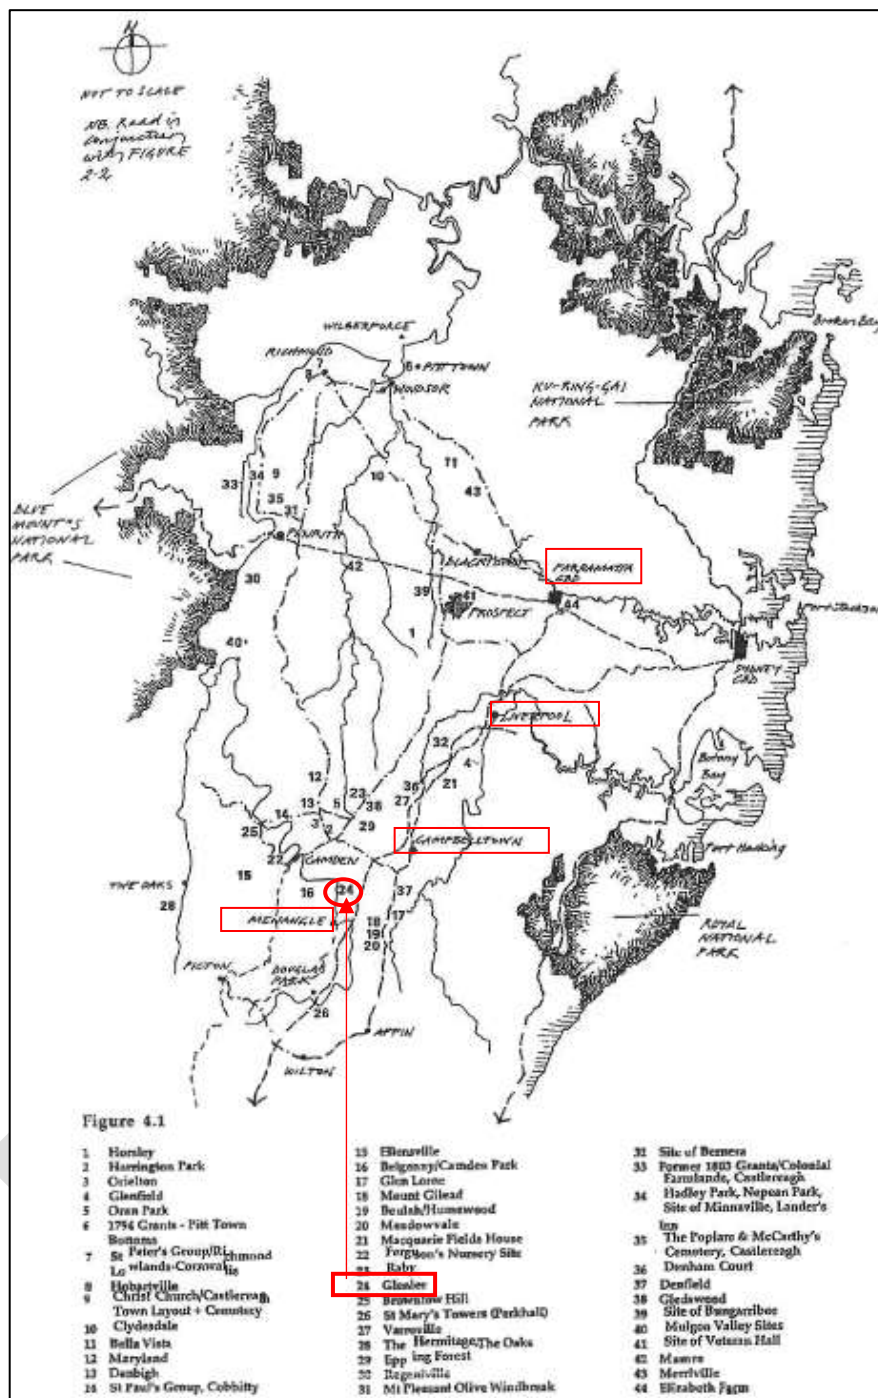 N
NOT TO SCALE
NB. Read in
conjunction
with FIGURE
2.2
WILBERFORCE
RICHMOND
PITT TOWN
WINDSOR
Broken Bay
KU-RING-GAI
NATIONAL
PARK
BLUE
MOUNT'NS
NATIONAL
PARK
PENRITH
BLACKTOWN
PARRAMATTA
CBD
PROSPECT
Port Jackson
SYDNEY
CBD
LIVERPOOL
Botany
Bay
CAMPBELLTOWN
Port Hacking
CAMDEN
THE OAKS
MENANGLE
ROYAL
NATIONAL
PARK
PICTON
DOUGLAS
PARK
APPIN
WILTON
Figure 4.1
1 Horsley
2 Harrington Park
3 Orielton
4 Glenfield
5 Oran Park
6 1794 Grants - Pitt Town
Bottoms
7 St Peter's Group/Richmond
Lowlands-Cornwallis
8 Hobartville
9 Christ Church/Castlereagh
Town Layout + Cemetery
10 Clydesdale
11 Bella Vista
12 Maryland
13 Denbigh
14 St Paul's Group, Cobbitty
15 Ellensville
16 Belgenny/Camden Park
17 Glen Lorne
18 Mount Gilead
19 Beulah/Humewood
20 Meadowvale
21 Macquarie Fields House
22 Ferguson's Nursery Site
23 Raby
24 Glenlee
25 Brownlow Hill
26 St Mary's Towers (Parkhall)
27 Varroville
28 The Hermitage/The Oaks
29 Epping Forest
30 Regentville
31 Mt Pleasant Olive Windbreak
32 Site of Bernera
33 Former 1803 Grants/Colonial
Farmlands, Castlereagh
34 Hadley Park, Nepean Park,
Site of Minnaville, Lander's
Inn
35 The Poplars & McCarthy's
Cemetery, Castlereagh
36 Denham Court
37 Denfield
38 Gledswood
39 Site of Bungarribee
40 Mulgoa Valley Sites
41 Site of Veteran Hall
42 Mamre
43 Merriville
44 Elizabeth Farm